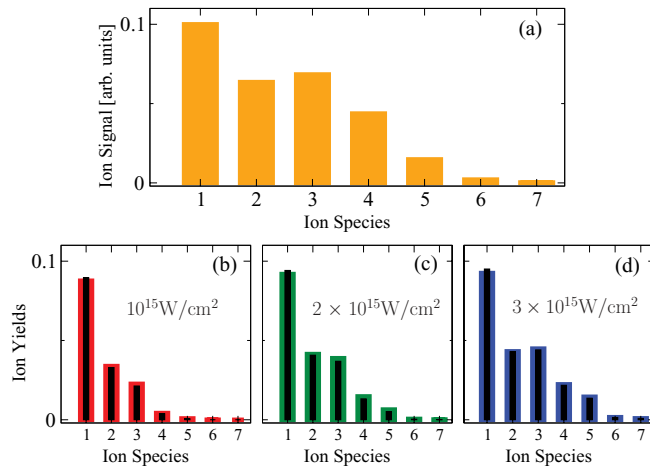 (a)
Ion Signal [arb. units]
0.1
0
1 2 3 4 5 6 7
Ion Species
(b) (c) (d)
Ion Yields
0.1
0
10¹⁵W/cm² 2 × 10¹⁵W/cm² 3 × 10¹⁵W/cm²
1 2 3 4 5 6 7 1 2 3 4 5 6 7 1 2 3 4 5 6 7
Ion Species Ion Species Ion Species